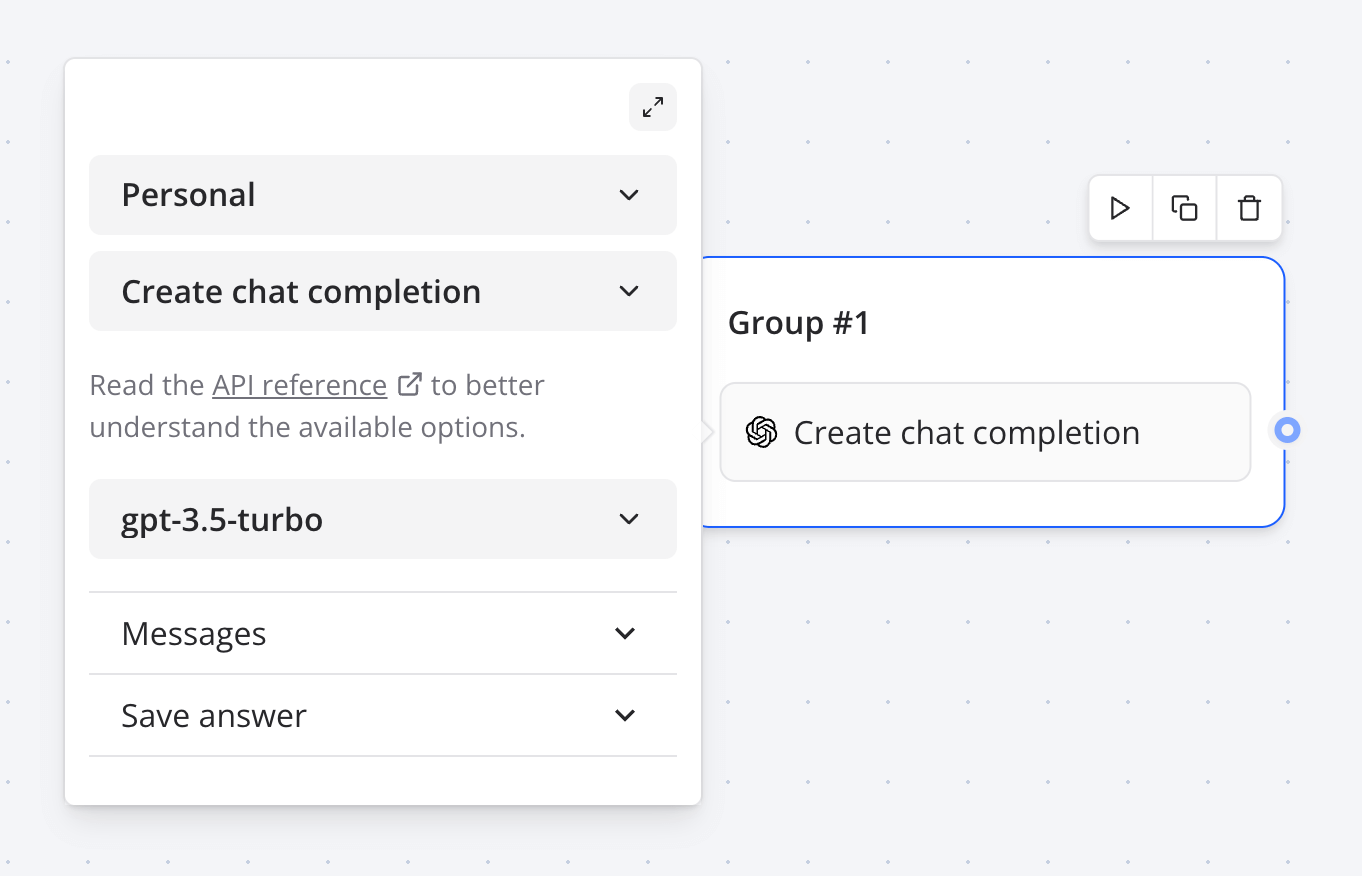 Personal
Create chat completion
Read the API reference to better
understand the available options.
gpt-3.5-turbo
Messages
Save answer
Group #1
Create chat completion